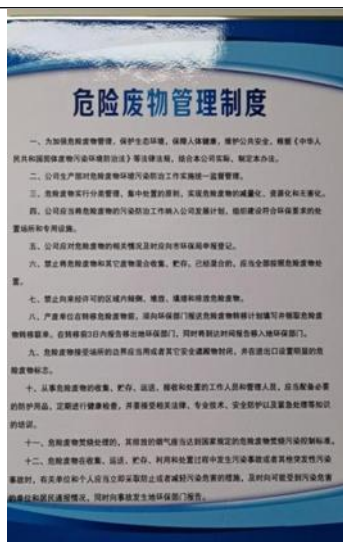 危险废物管理制度
一、为加强危险废物管理，保护生态环境，保障人体健康，维护公共安全，根据《中华人
民共和国固体废物污染环境防治法》等法律法规，结合本公司实际，制定本办法。
二、公司生产部对危险废物环境污染防治工作实施统一监督管理。
三、危险废物实行分类管理、集中处置的原则，实现危险废物的减量化、资源化和无害化。
四、公司应当将危险废物的污染防治工作纳入公司发展计划，组织建设符合环保要求的处
置场所和专用设施。
五、公司应对危险废物的相关情况及时应向市环保局申报登记。
六、禁止将危险废物和其它废物混合收集、贮存，已经混合的，应当全部按照危险废物处
置。
七、禁止向未经许可的区域内倾倒、堆放、填埋和排放危险废物。
八、产废单位在转移危险废物前，须向环保部门报送危险废物转移计划填写并领取危险废
物转移联单，在转移前3日内报告移出地环保部门，同时将到达时间报告移入地环保部门。
九、危险废物接受场所的边界应当用或者其它安全遮阙物封闭，并在进出口设置明显的危
险废物标志。
十、从事危险废物的收集、贮存、运送、接收和处置的工作人员和管理人员，应当配备必要
的防护用品，定期进行健康检查，并要接受相关法律、专业技术、安全防护以及紧急处理等知识
的培训。
十一、危险废物焚烧处理的，其排放的烟气应当达到国家规定的危险废物焚烧污染控制标准。
十二、危险废物在收集、运送、贮存、利用和处置过程中发生污染事故或者其他突发性污染
事故时，有关单位和个人应当立即采取防止或者减轻污染危害的措施，及时向可能受到污染危害
的单位和居民通报情况，同时向事故发生地环保部门报告。